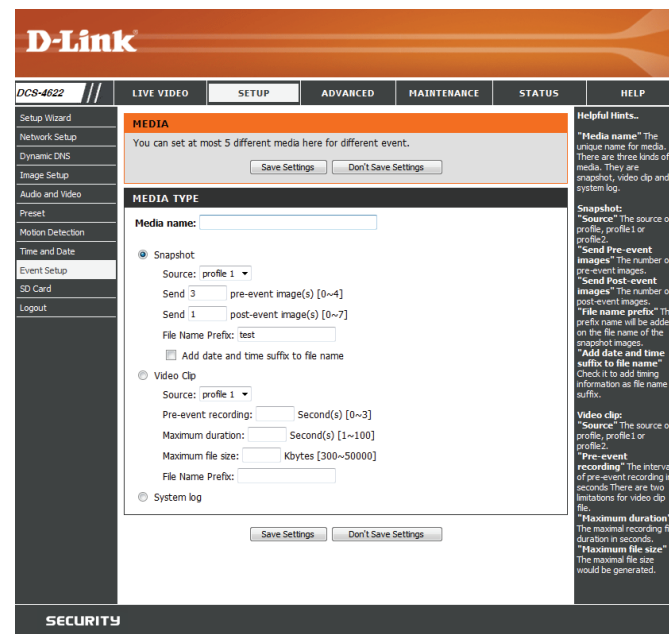 D-Link
DCS-4622
LIVE VIDEO
SETUP
ADVANCED
MAINTENANCE
STATUS
HELP
Setup Wizard
Network Setup
Dynamic DNS
Image Setup
Audio and Video
Preset
Motion Detection
Time and Date
Event Setup
SD Card
Logout
MEDIA
You can set at most 5 different media here for different event.
Save Settings Don't Save Settings
MEDIA TYPE
Media name:
Snapshot
Source: profile 1
Send 3 pre-event image(s) [0~4]
Send 1 post-event image(s) [0~7]
File Name Prefix: test
Add date and time suffix to file name
Video Clip
Source: profile 1
Pre-event recording: Second(s) [0~3]
Maximum duration: Second(s) [1~100]
Maximum file size: Kbytes [300~50000]
File Name Prefix:
System log
Save Settings Don't Save Settings
Helpful Hints..
"Media name" The
unique name for media.
There are three kinds of
media. They are
snapshot, video clip and
system log.
Snapshot:
"Source" The source
profile, profile1 or
profile2.
"Send Pre-event
images" The number
pre-event images.
"Send Post-event
images" The number
post-event images.
"File name prefix"
prefix name will be
on the file name of the
snapshot images.
"Add date and time
suffix to file name"
Check it to add timing
information as file name
suffix.
Video clip:
"Source" The source
profile, profile1 or
profile2.
"Pre-event
recording" The
of pre-event recording
seconds There are two
limitations for video clip
file.
"Maximum duration"
The maximal recording
duration in seconds.
"Maximum file size"
The maximal file size
would be generated.
SECURITY